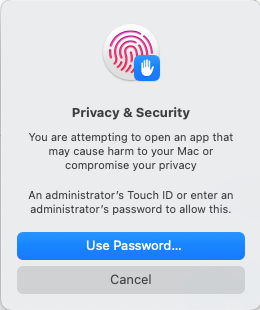 Privacy & Security
You are attempting to open an app that
may cause harm to your Mac or
compromise your privacy
An administrator’s Touch ID or enter an
administrator’s password to allow this.
Use Password...
Cancel